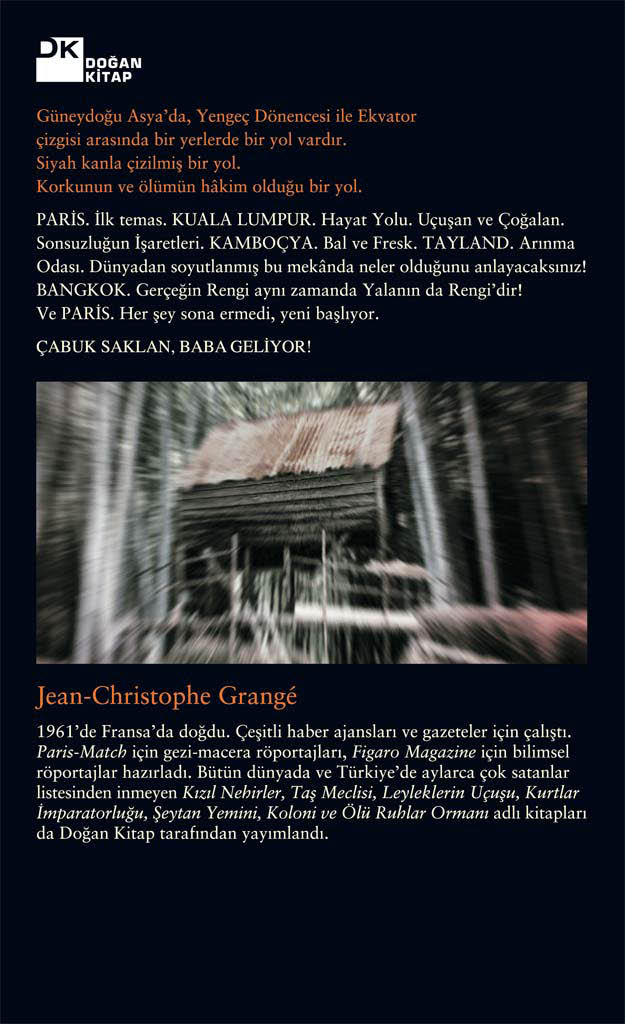 DK
DOĞAN
KİTAP
Güneydoğu Asya'da, Yengeç Dönencesi ile Ekvator
çizgisi arasında bir yerlerde bir yol vardır.
Siyah kanla çizilmiş bir yol.
Korkunun ve ölümün hâkim olduğu bir yol.
PARİS. İlk temas. KUALA LUMPUR. Hayat Yolu. Uçuşan ve Çoğalan.
Sonsuzluğun İşaretleri. KAMBOÇYA. Bal ve Fresk. TAYLAND. Arınma
Odası. Dünyadan soyutlanmış bu mekânda neler olduğunu anlayacaksınız!
BANGKOK. Gerçeğin Rengi aynı zamanda Yalanın da Rengi'dir!
Ve PARİS. Her şey sona ermedi, yeni başlıyor.
ÇABUK SAKLAN, BABA GELİYOR!
Jean-Christophe Grangé
1961'de Fransa'da doğdu. Çeşitli haber ajansları ve gazeteler için çalıştı.
Paris-Match için gezi-macera röportajları, Figaro Magazine için bilimsel
röportajlar hazırladı. Bütün dünyada ve Türkiye'de aylarca çok satanlar
listesinden inmeyen Kızıl Nehirler, Taş Meclisi, Leyleklerin Uçuşu, Kurtlar
İmparatorluğu, Şeytan Yemini, Koloni ve Ölü Ruhlar Ormanı adlı kitapları
da Doğan Kitap tarafından yayımlandı.